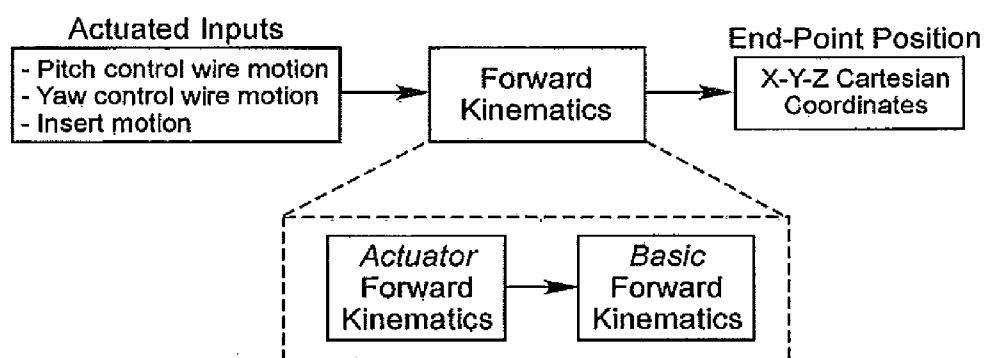 Actuated Inputs
- Pitch control wire motion
- Yaw control wire motion
- Insert motion
Forward
Kinematics
End-Point Position
X-Y-Z Cartesian
Coordinates
Actuator
Forward
Kinematics
Basic
Forward
Kinematics